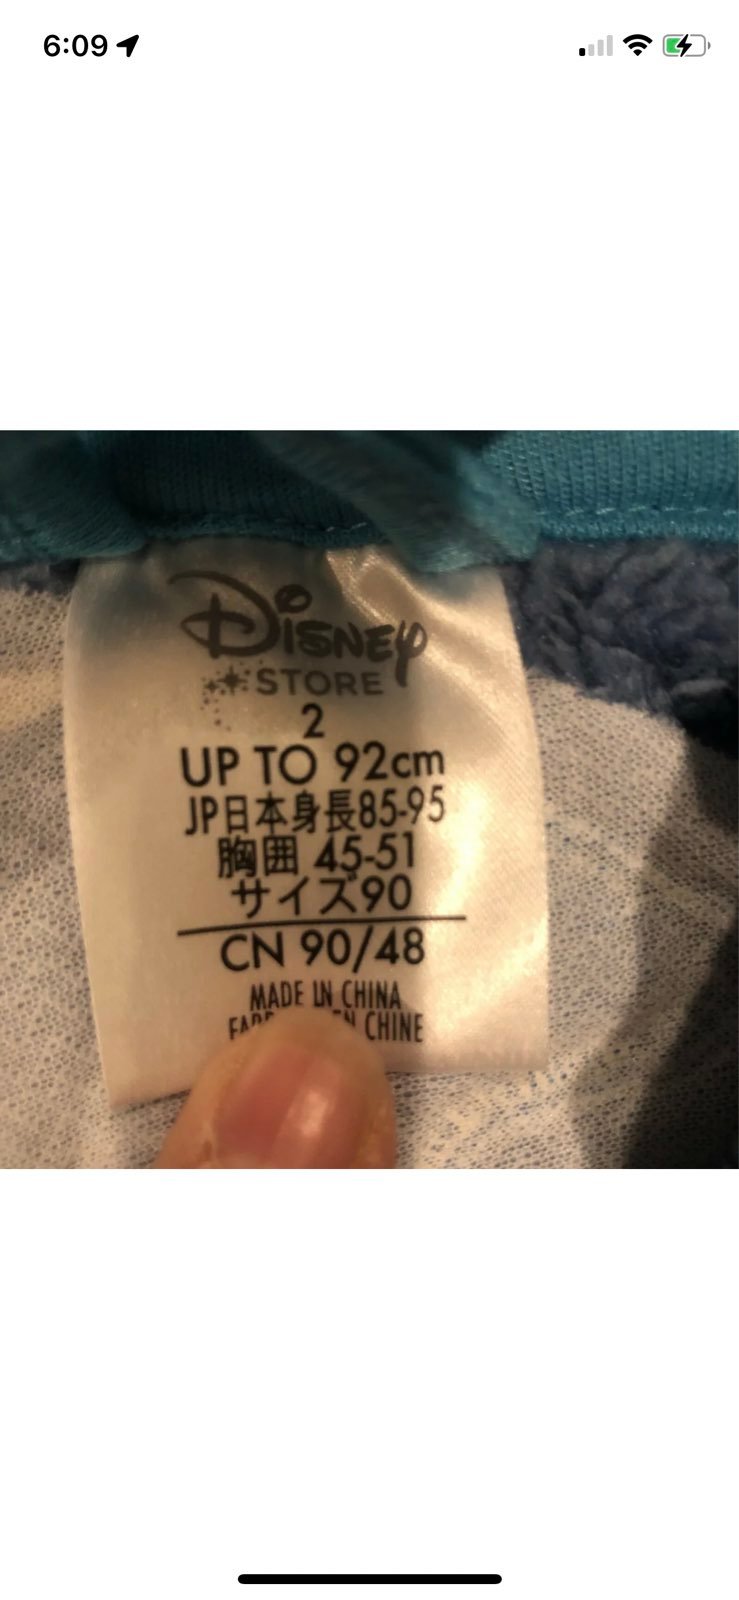 6:09
Disney
STORE
2
UP TO 92cm
JP日本身長85-95
胸囲 45-51
サイズ90
CN 90/48
MADE IN CHINA
CHINE